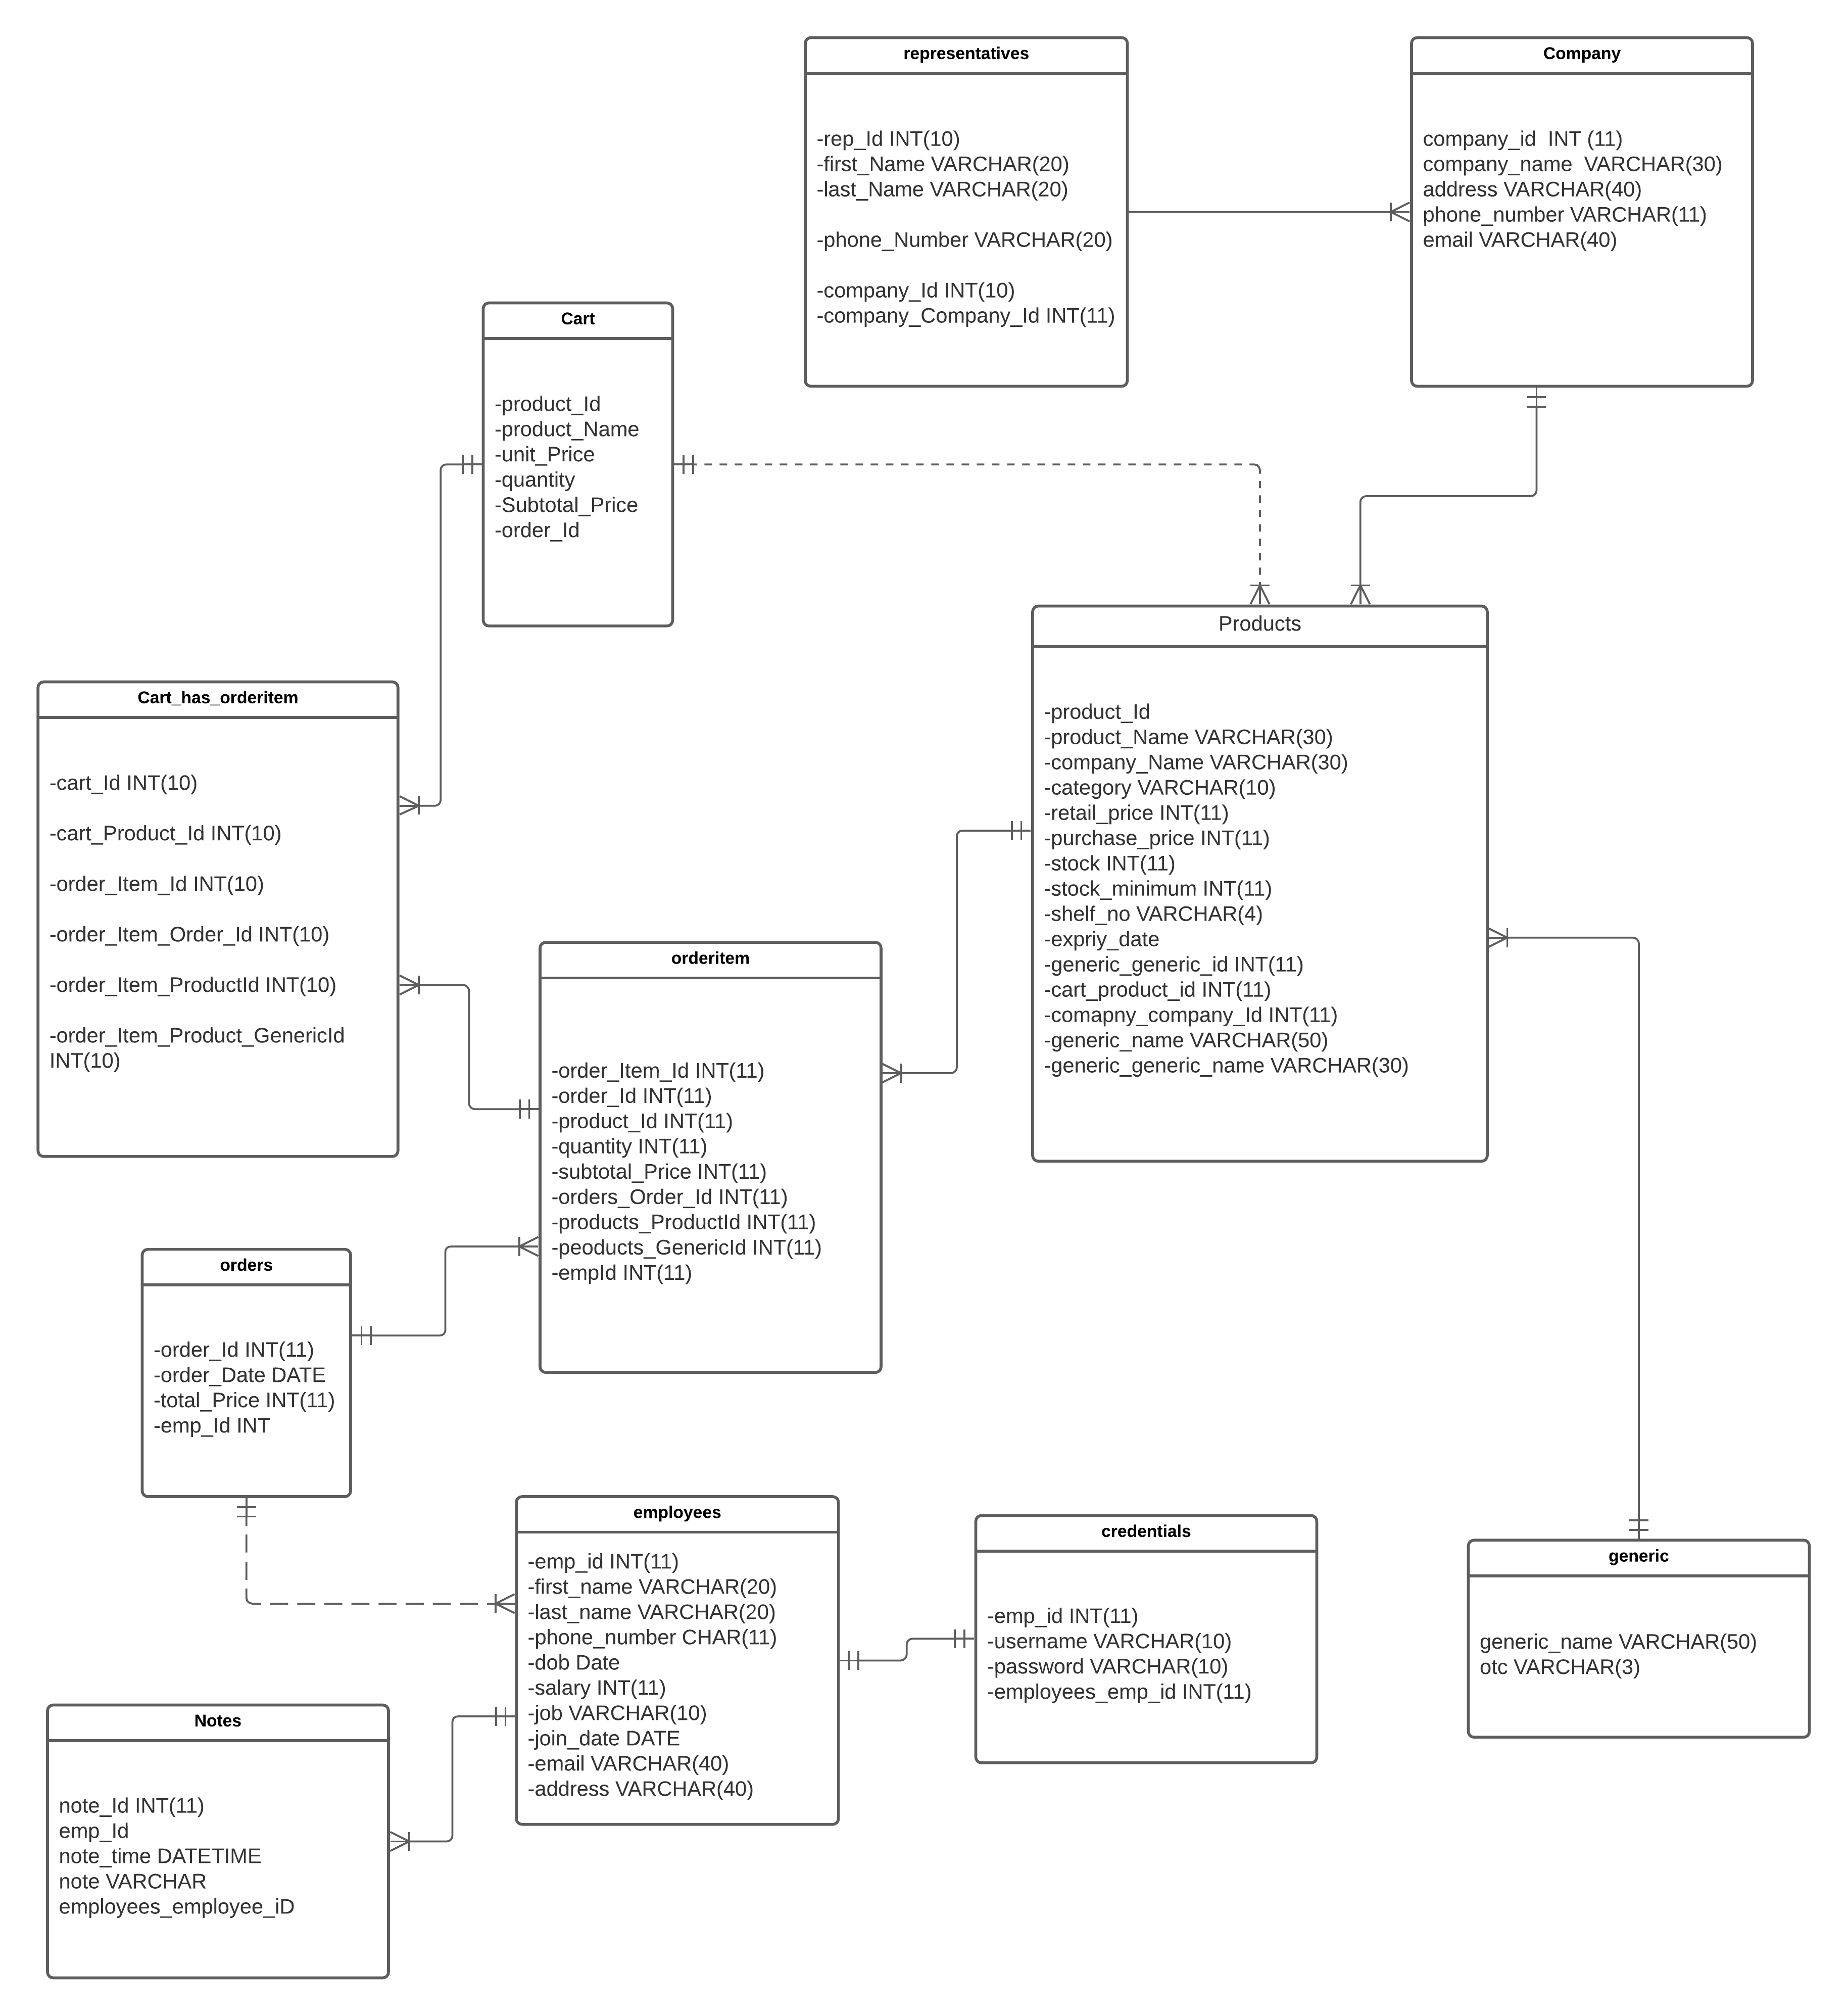 representatives
-rep_Id INT(10)
-first_Name VARCHAR(20)
-last_Name VARCHAR(20)
-phone_Number VARCHAR(20)
-company_Id INT(10)
-company_Company_Id INT(11)
Company
company_id  INT (11)
company_name  VARCHAR(30)
address VARCHAR(40)
phone_number VARCHAR(11)
email VARCHAR(40)
Cart
-product_Id
-product_Name
-unit_Price
-quantity
-Subtotal_Price
-order_Id
Products
-product_Id
-product_Name VARCHAR(30)
-company_Name VARCHAR(30)
-category VARCHAR(10)
-retail_price INT(11)
-purchase_price INT(11)
-stock INT(11)
-stock_minimum INT(11)
-shelf_no VARCHAR(4)
-expriy_date
-generic_generic_id INT(11)
-cart_product_id INT(11)
-comapny_company_Id INT(11)
-generic_name VARCHAR(50)
-generic_generic_name VARCHAR(30)
Cart_has_orderitem
-cart_Id INT(10)
-cart_Product_Id INT(10)
-order_Item_Id INT(10)
-order_Item_Order_Id INT(10)
-order_Item_ProductId INT(10)
-order_Item_Product_GenericId
INT(10)
orderitem
-order_Item_Id INT(11)
-order_Id INT(11)
-product_Id INT(11)
-quantity INT(11)
-subtotal_Price INT(11)
-orders_Order_Id INT(11)
-products_ProductId INT(11)
-peoducts_GenericId INT(11)
-empId INT(11)
orders
-order_Id INT(11)
-order_Date DATE
-total_Price INT(11)
-emp_Id INT
employees
-emp_id INT(11)
-first_name VARCHAR(20)
-last_name VARCHAR(20)
-phone_number CHAR(11)
-dob Date
-salary INT(11)
-job VARCHAR(10)
-join_date DATE
-email VARCHAR(40)
-address VARCHAR(40)
credentials
-emp_id INT(11)
-username VARCHAR(10)
-password VARCHAR(10)
-employees_emp_id INT(11)
generic
generic_name VARCHAR(50)
otc VARCHAR(3)
Notes
note_Id INT(11)
emp_Id
note_time DATETIME
note VARCHAR
employees_employee_iD